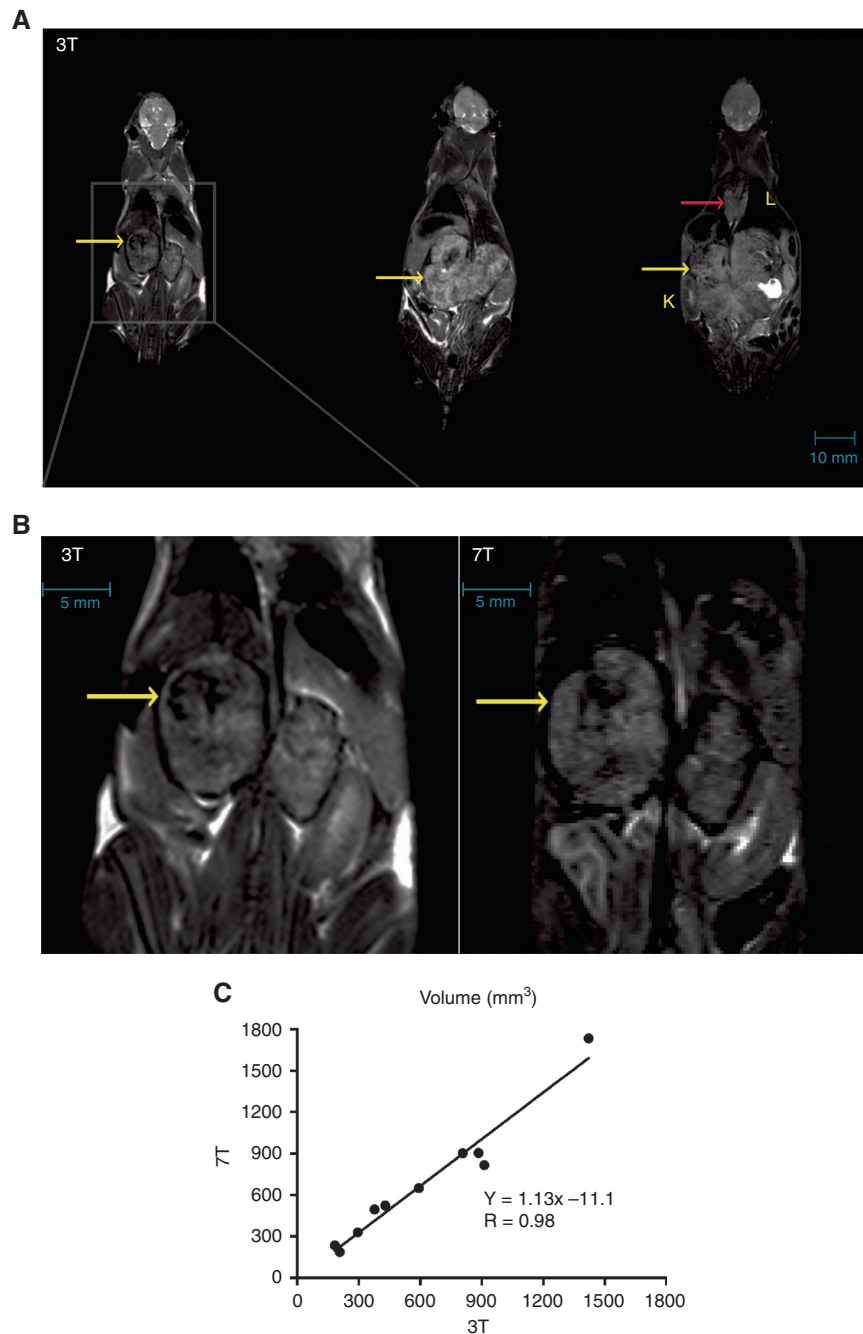 A
3T
L
K
10 mm
B
3T
7T
5 mm
5 mm
C
Volume (mm³)
1800
1500
1200
900
600
300
0
7T
Y = 1.13x –11.1
R = 0.98
0 300 600 900 1200 1500 1800
3T